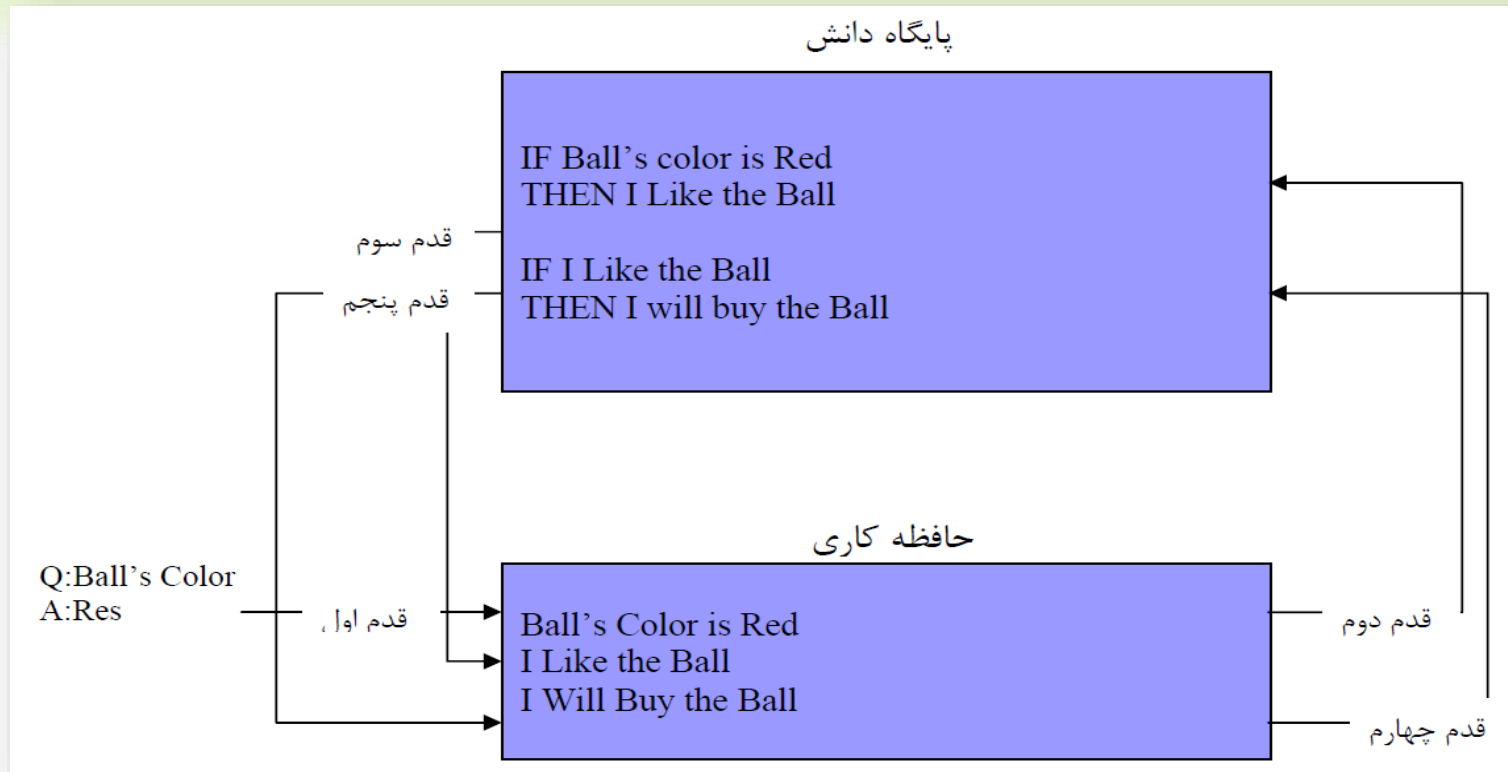 پایگاه دانش
IF Ball’s color is Red
THEN I Like the Ball
قدم سوم
IF I Like the Ball
قدم پنجم
THEN I will buy the Ball
حافظه کاری
Q:Ball’s Color
A:Res
قدم اول
Ball’s Color is Red
I Like the Ball
I Will Buy the Ball
قدم دوم
قدم چهارم